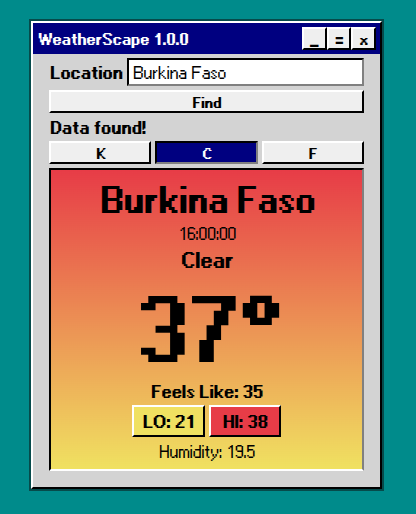 WeatherScape 1.0.0 _ = x
Location Burkina Faso
Find
Data found!
K C F
Burkina Faso
16:00:00
Clear
37°
Feels Like: 35
LO: 21 HI: 38
Humidity: 19.5